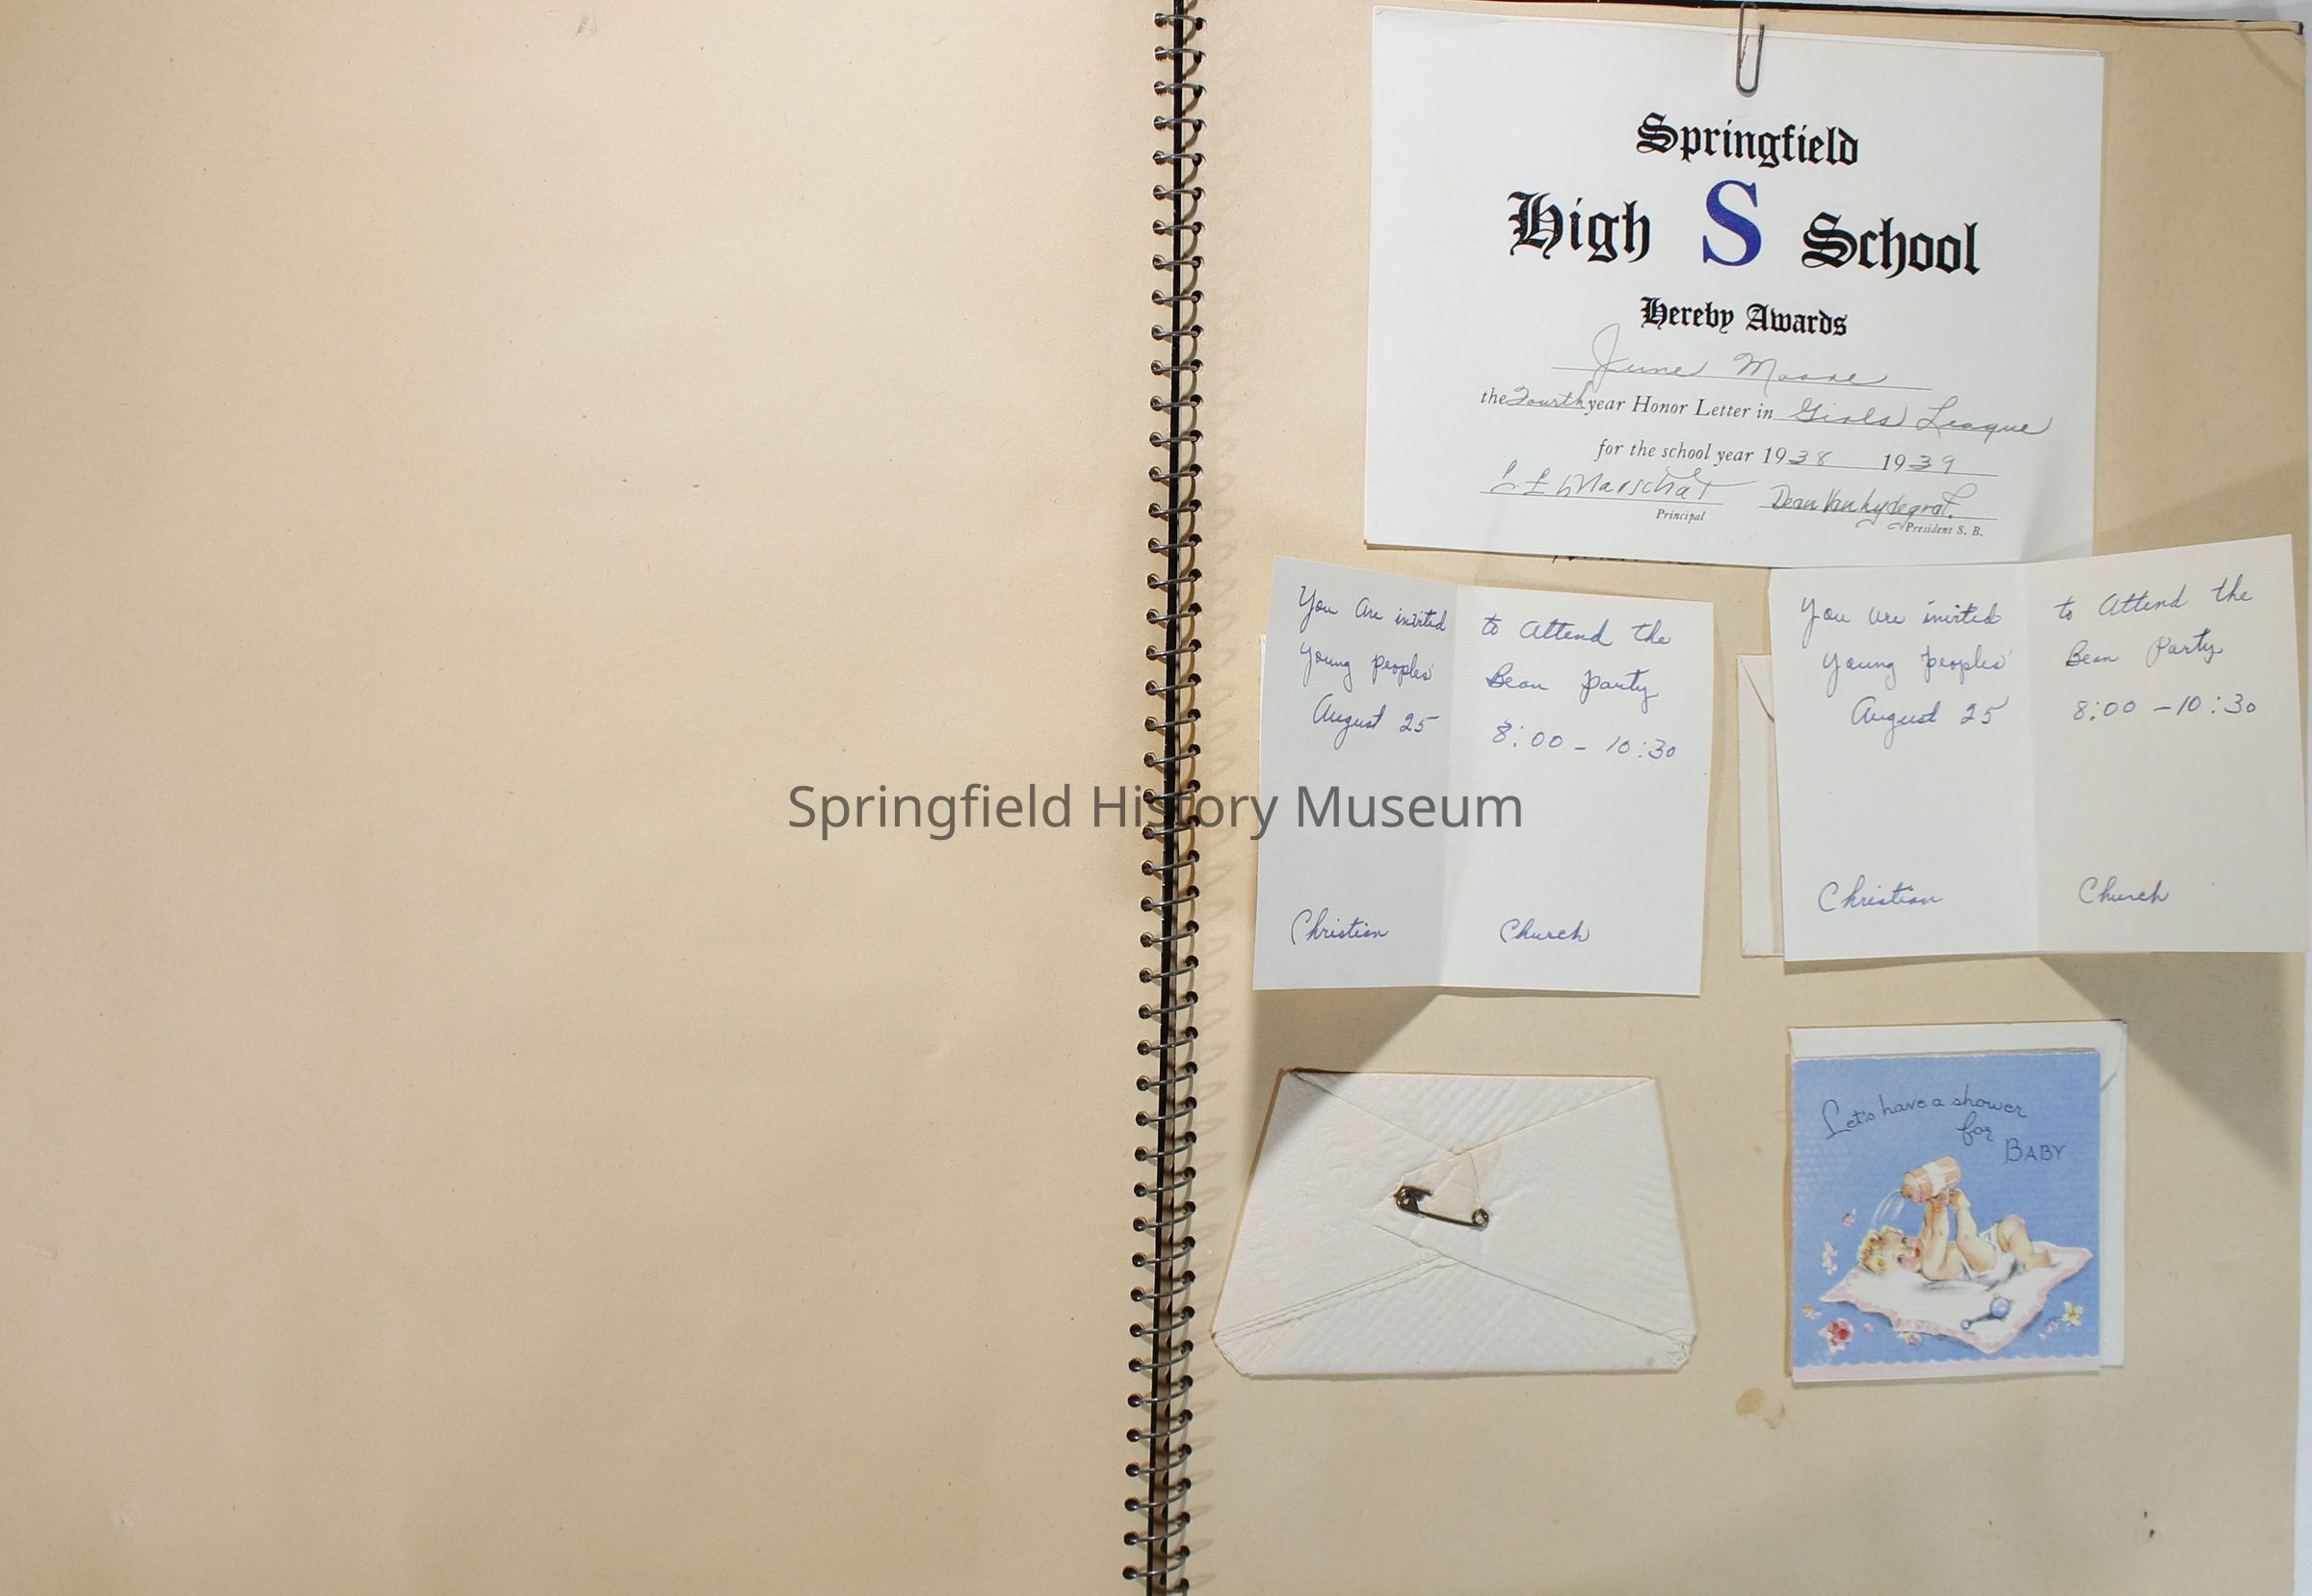 Springfield
High S School
Hereby Awards
June Moore
the Fourth year Honor Letter in Girls League
for the school year 1938 1939
Principal
President S. B.
You are invited to attend the
young peoples' Bean party
August 25 8:00 - 10:30
Christian Church
You are invited to attend the
young peoples' Bean Party
August 25 8:00 - 10:30
Christian Church
Springfield History Museum
Let's have a shower
for
BABY